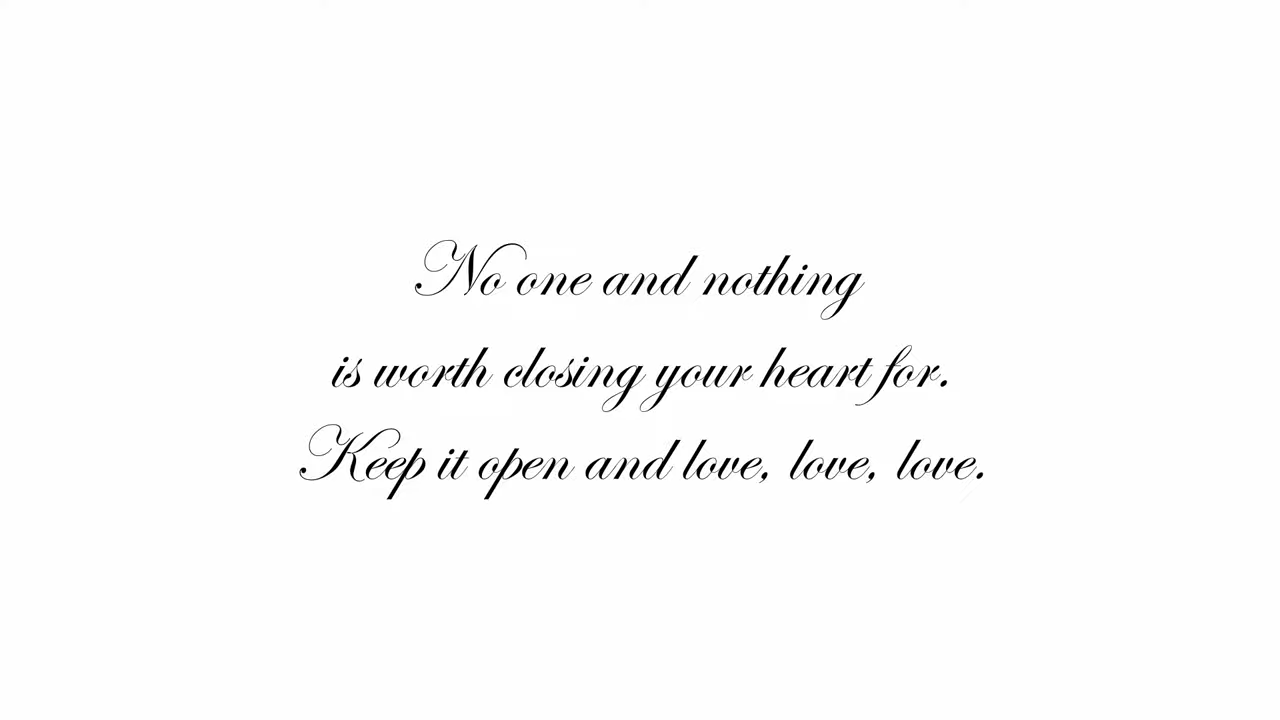 No one and nothing
is worth closing your heart for.
Keep it open and love, love, love.